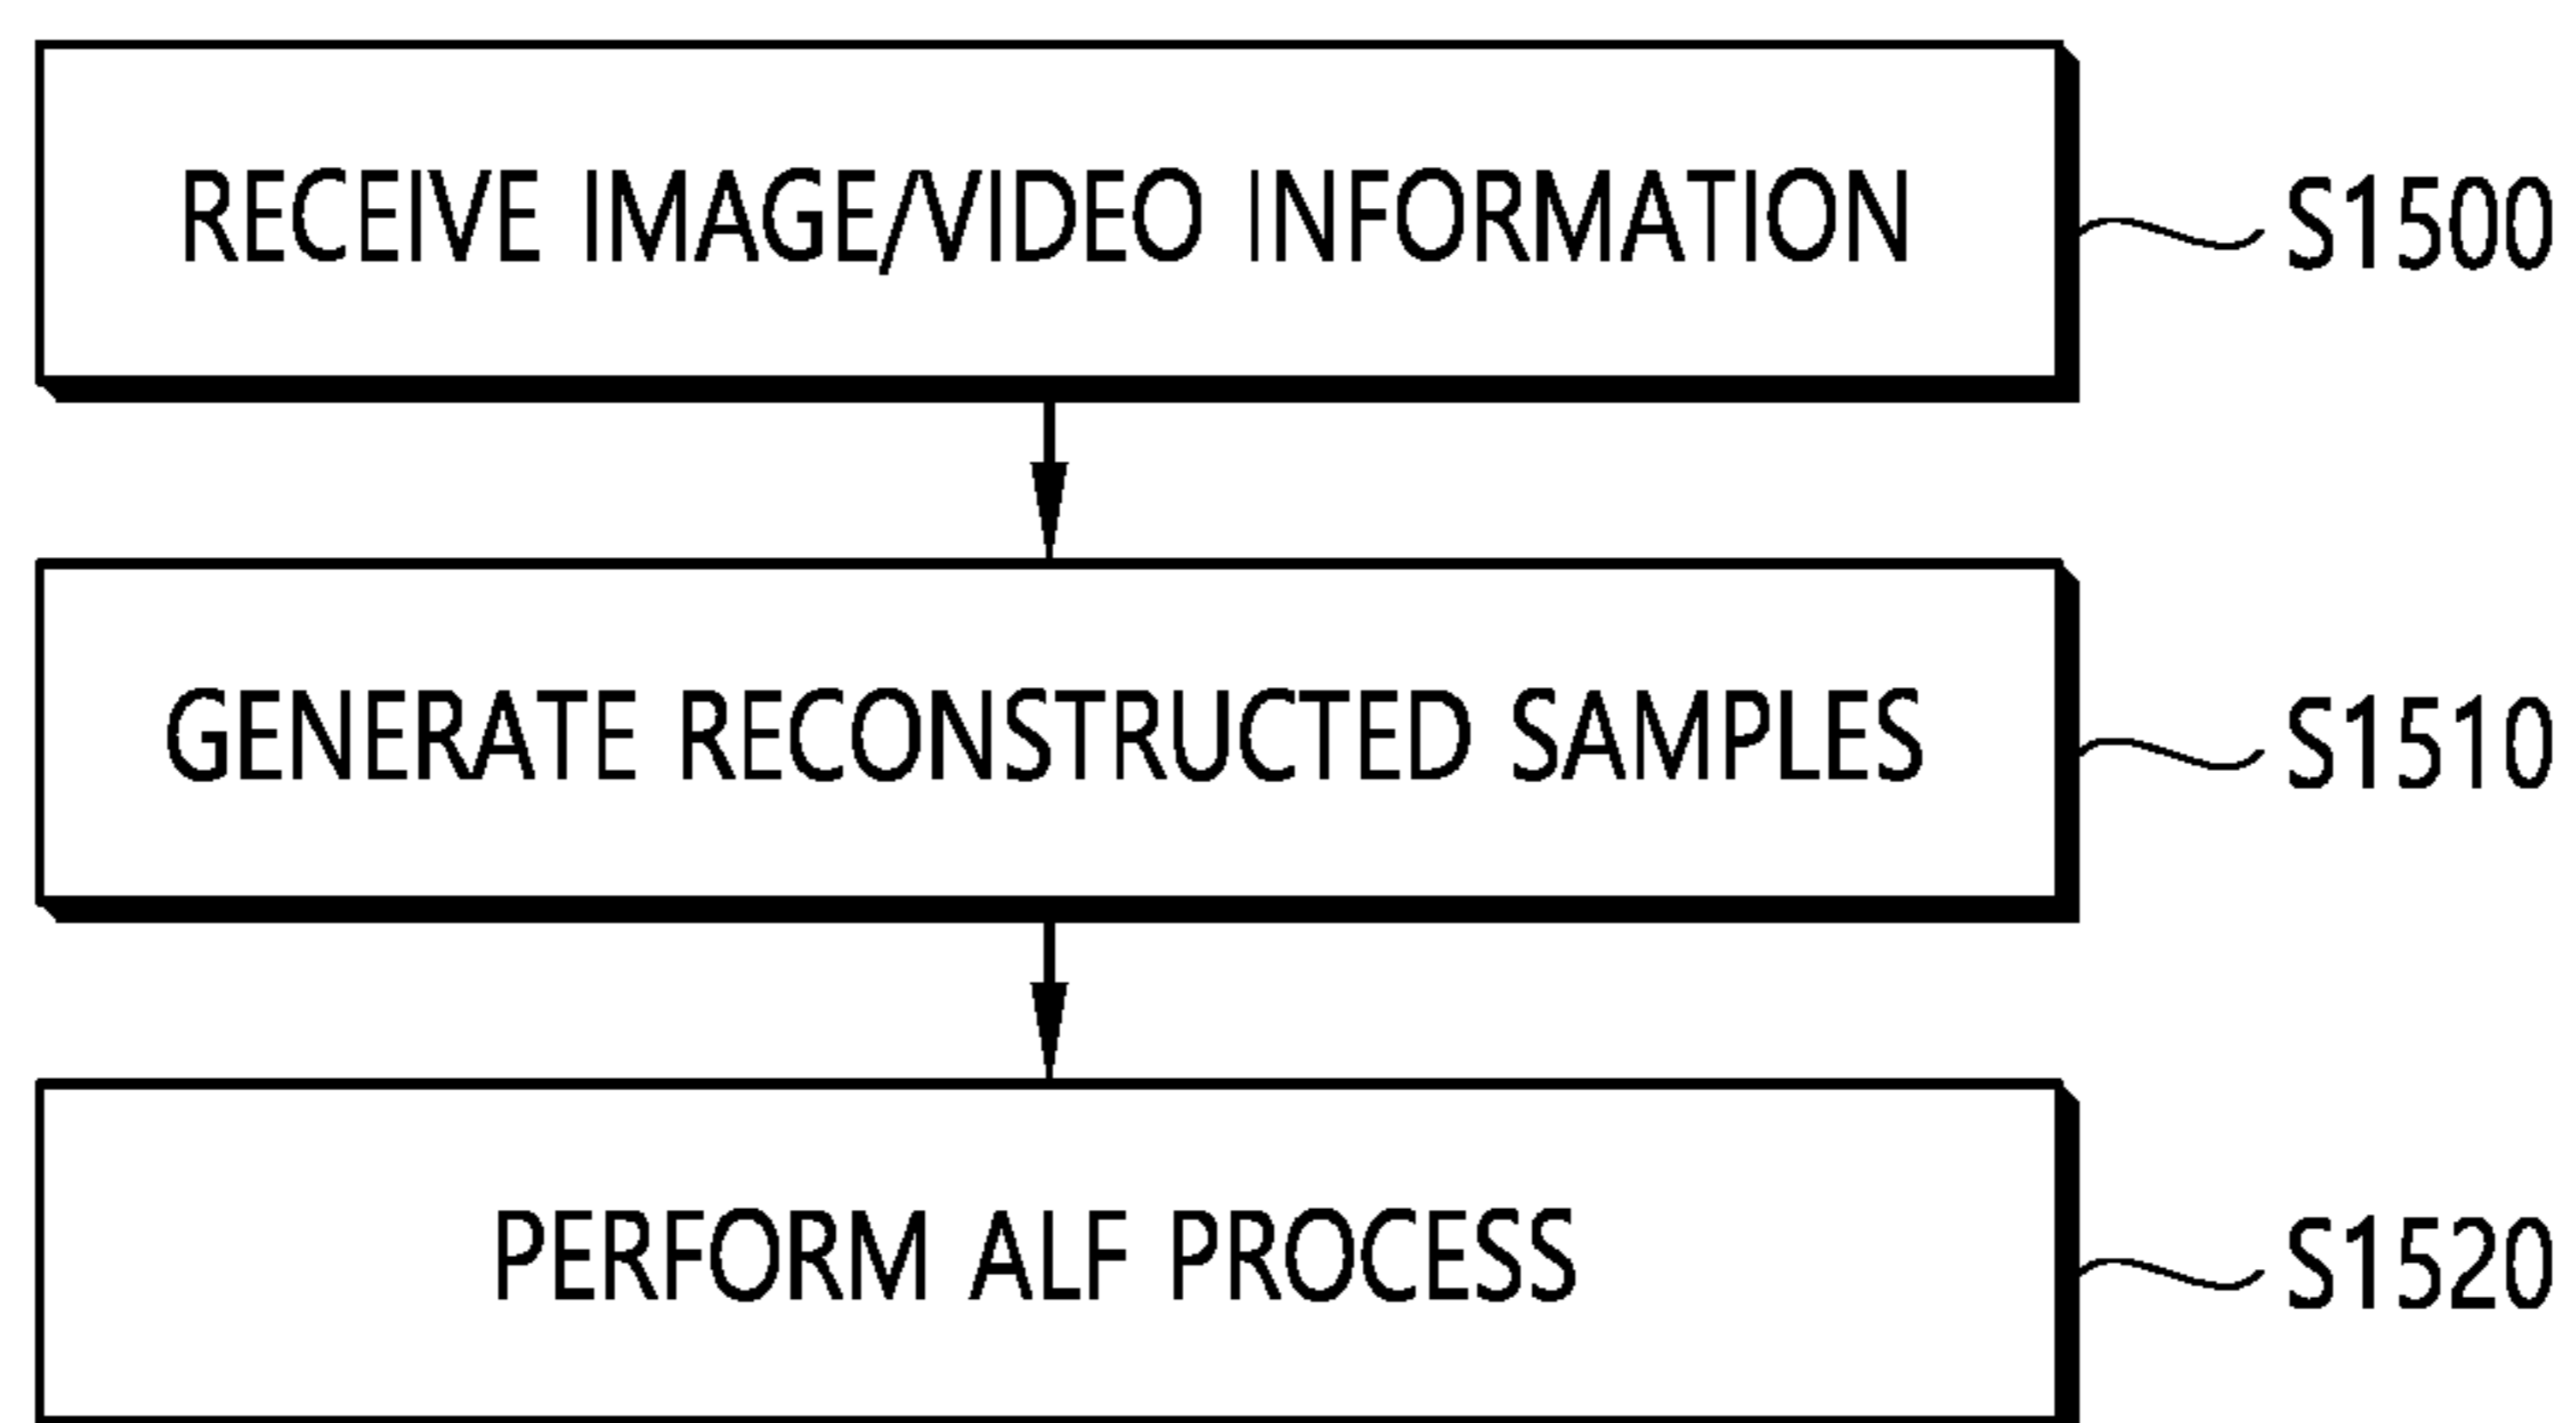 RECEIVE IMAGE/VIDEO INFORMATION
S1500
GENERATE RECONSTRUCTED SAMPLES
S1510
PERFORM ALF PROCESS
S1520